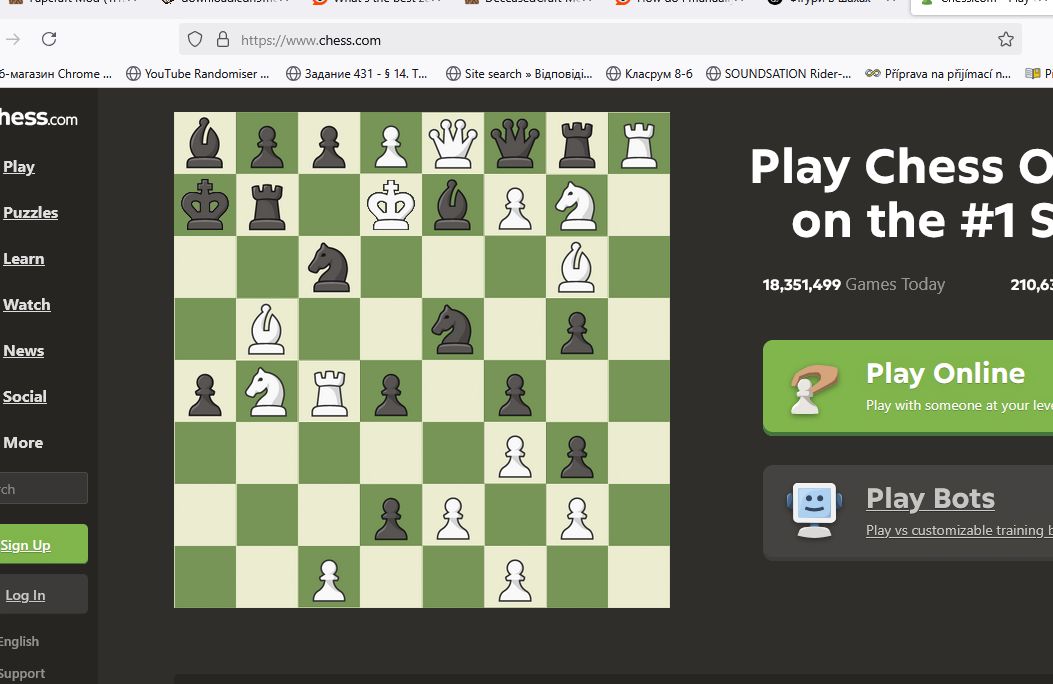 https://www.chess.com
б-магазин Chrome ...
YouTube Randomiser ...
Задание 431 - § 14. Т...
Site search » Відповіді...
Класрум 8-б
SOUNDSATION Rider-...
Příprava na přijímací n...
hess.com
Play
Puzzles
Learn
Watch
News
Social
More
ch
Sign Up
Log In
English
Support
Play Chess O
on the #1 S
18,351,499 Games Today
210,63
Play Online
Play with someone at your leve
Play Bots
Play vs customizable training b